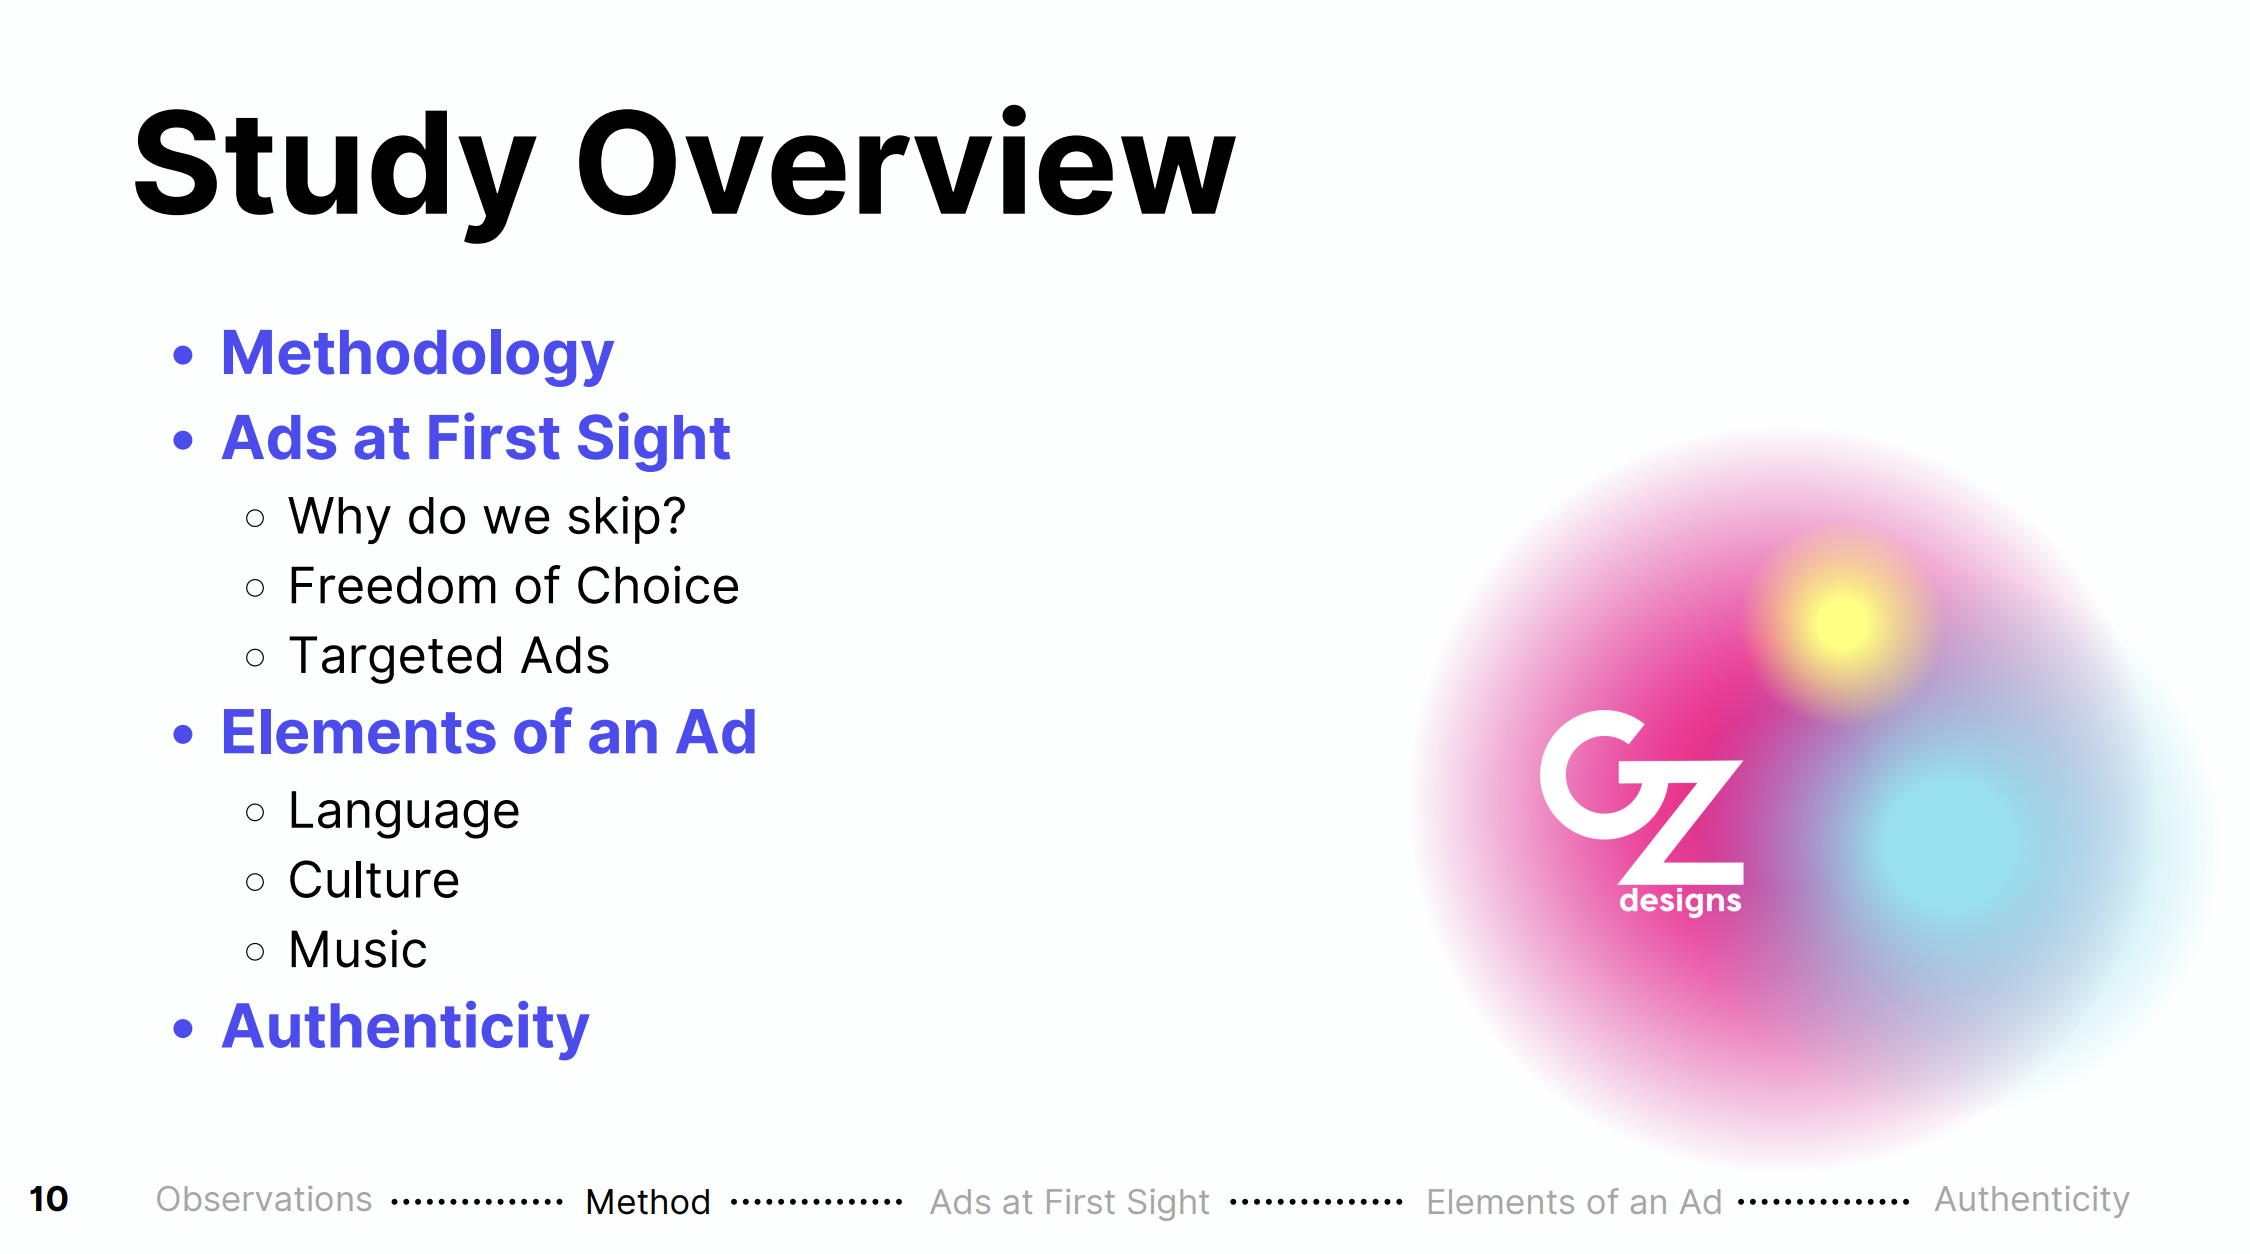 Study Overview
• Methodology
• Ads at First Sight
○ Why do we skip?
○ Freedom of Choice
○ Targeted Ads
• Elements of an Ad
○ Language
○ Culture
○ Music
• Authenticity
GZ
designs
10 Observations Method Ads at First Sight Elements of an Ad Authenticity